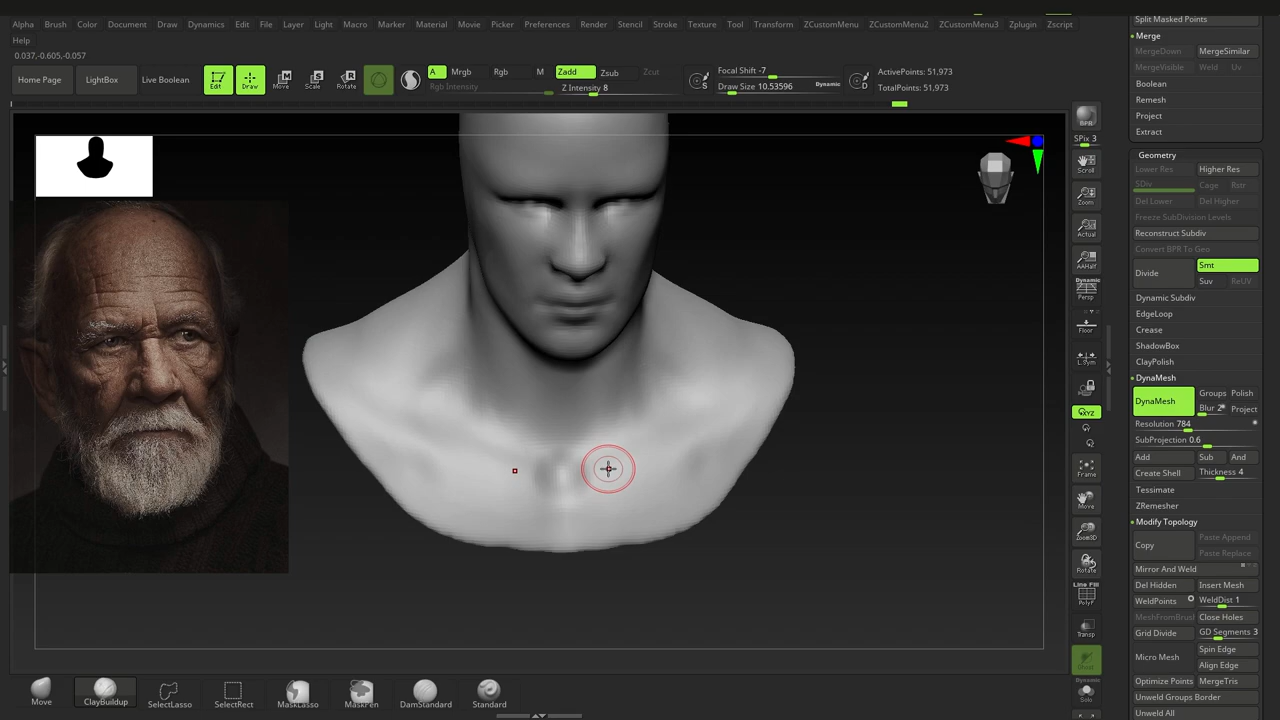 Alpha Brush Color Document Draw Dynamics Edit File Layer Light Macro Marker Material Movie Picker Preferences Render Stencil Stroke Texture Tool Transform ZCustomMenu ZCustomMenu2 ZCustomMenu3 Zplugin Zscript
Help
0.037,-0.605,-0.057
Home Page
LightBox
Live Boolean
Edit
Draw
Move
Scale
Rotate
A
Mrgb
Rgb
M
Rgb Intensity
Zadd
Zsub
Zcut
Z Intensity 8
S
Focal Shift -7
Draw Size 10.53596
Dynamic
D
ActivePoints: 51,973
TotalPoints: 51,973
BPR
SPix 3
Scroll
Zoom
Actual
AAHalf
Dynamic
Persp
Floor
L.Sym
XYZ
Frame
Move
Zoom3D
Rotate
Line Fill
PolyF
Transp
Dynamic
Solo
Split Masked Points
Merge
MergeDown MergeSimilar
MergeVisible Weld Uv
Boolean
Remesh
Project
Extract
Geometry
Lower Res Higher Res
SDiv Cage Rstr
Del Lower Del Higher
Freeze SubDivision Levels
Reconstruct Subdiv
Convert BPR To Geo
Divide
Smt
Suv ReUV
Dynamic Subdiv
EdgeLoop
Crease
ShadowBox
ClayPolish
DynaMesh
DynaMesh
Groups Polish
Blur 2 Project
Resolution 784
SubProjection 0.6
Add Sub And
Create Shell Thickness 4
Tessimate
ZRemesher
Modify Topology
Copy
Paste Append
Paste Replace
Mirror And Weld
Del Hidden Insert Mesh
WeldPoints WeldDist 1
MeshFromBrush Close Holes
Grid Divide GD Segments 3
Micro Mesh
Spin Edge
Align Edge
Optimize Points MergeTris
Unweld Groups Border
Unweld All
Move
ClayBuildup
SelectLasso
SelectRect
MaskLasso
MaskPen
DamStandard
Standard